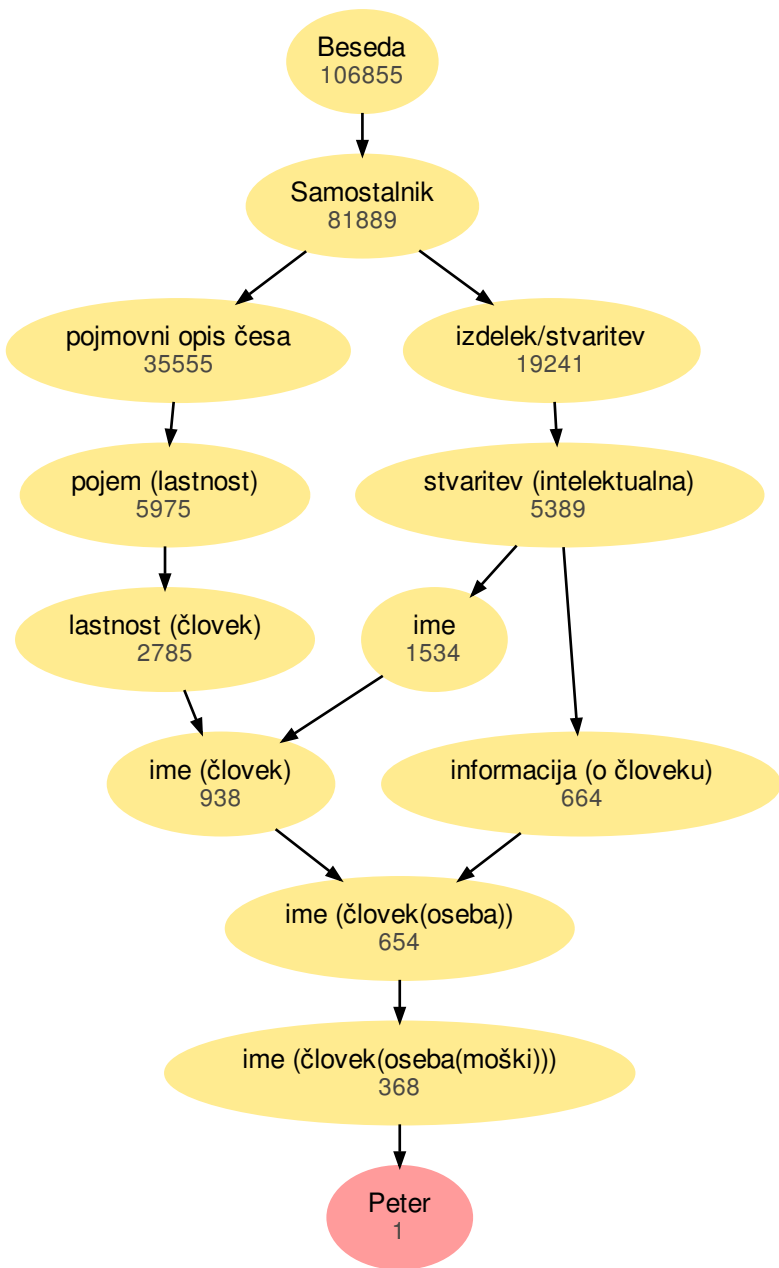 Beseda
106855
Samostalnik
81889
pojmovni opis česa
35555
izdelek/stvaritev
19241
pojem (lastnost)
5975
stvaritev (intelektualna)
5389
lastnost (človek)
2785
ime
1534
ime (človek)
938
informacija (o človeku)
664
ime (človek(oseba))
654
ime (človek(oseba(moški)))
368
Peter
1